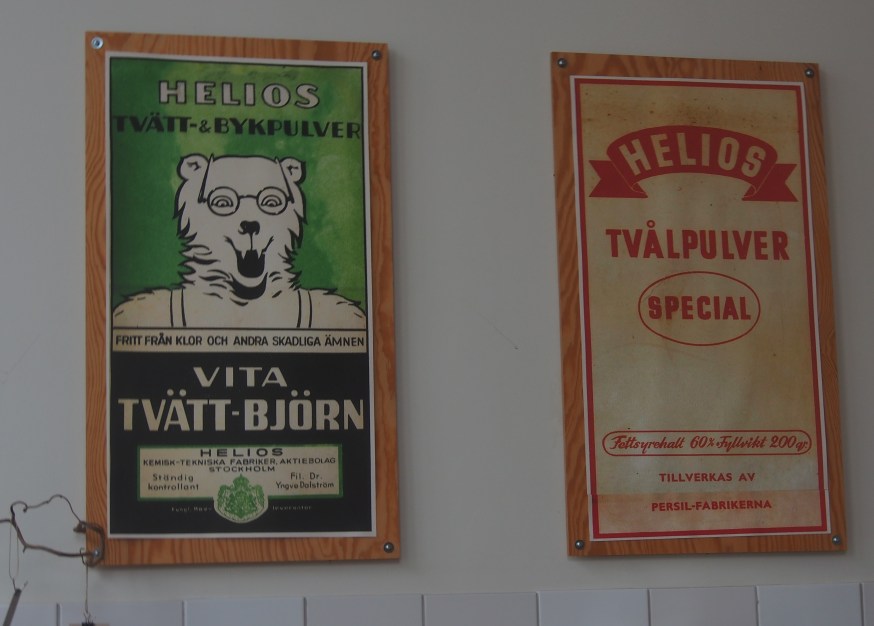 HELIOS
TVÄTT-&BYKPULVER
FRITT FRÅN KLOR OCH ANDRA SKADLIGA ÄMNEN
VITA
TVÄTT-BJÖRN
HELIOS
KEMISK-TEKNISKA FABRIKER, AKTIEBOLAG
STOCKHOLM
Ständig
kontrollant
Fil. Dr.
Yngve Dalström
HELIOS
TVÅLPULVER
SPECIAL
Fettsyrehalt 60% Fyllvikt 200 gr.
TILLVERKAS AV
PERSIL-FABRIKERNA